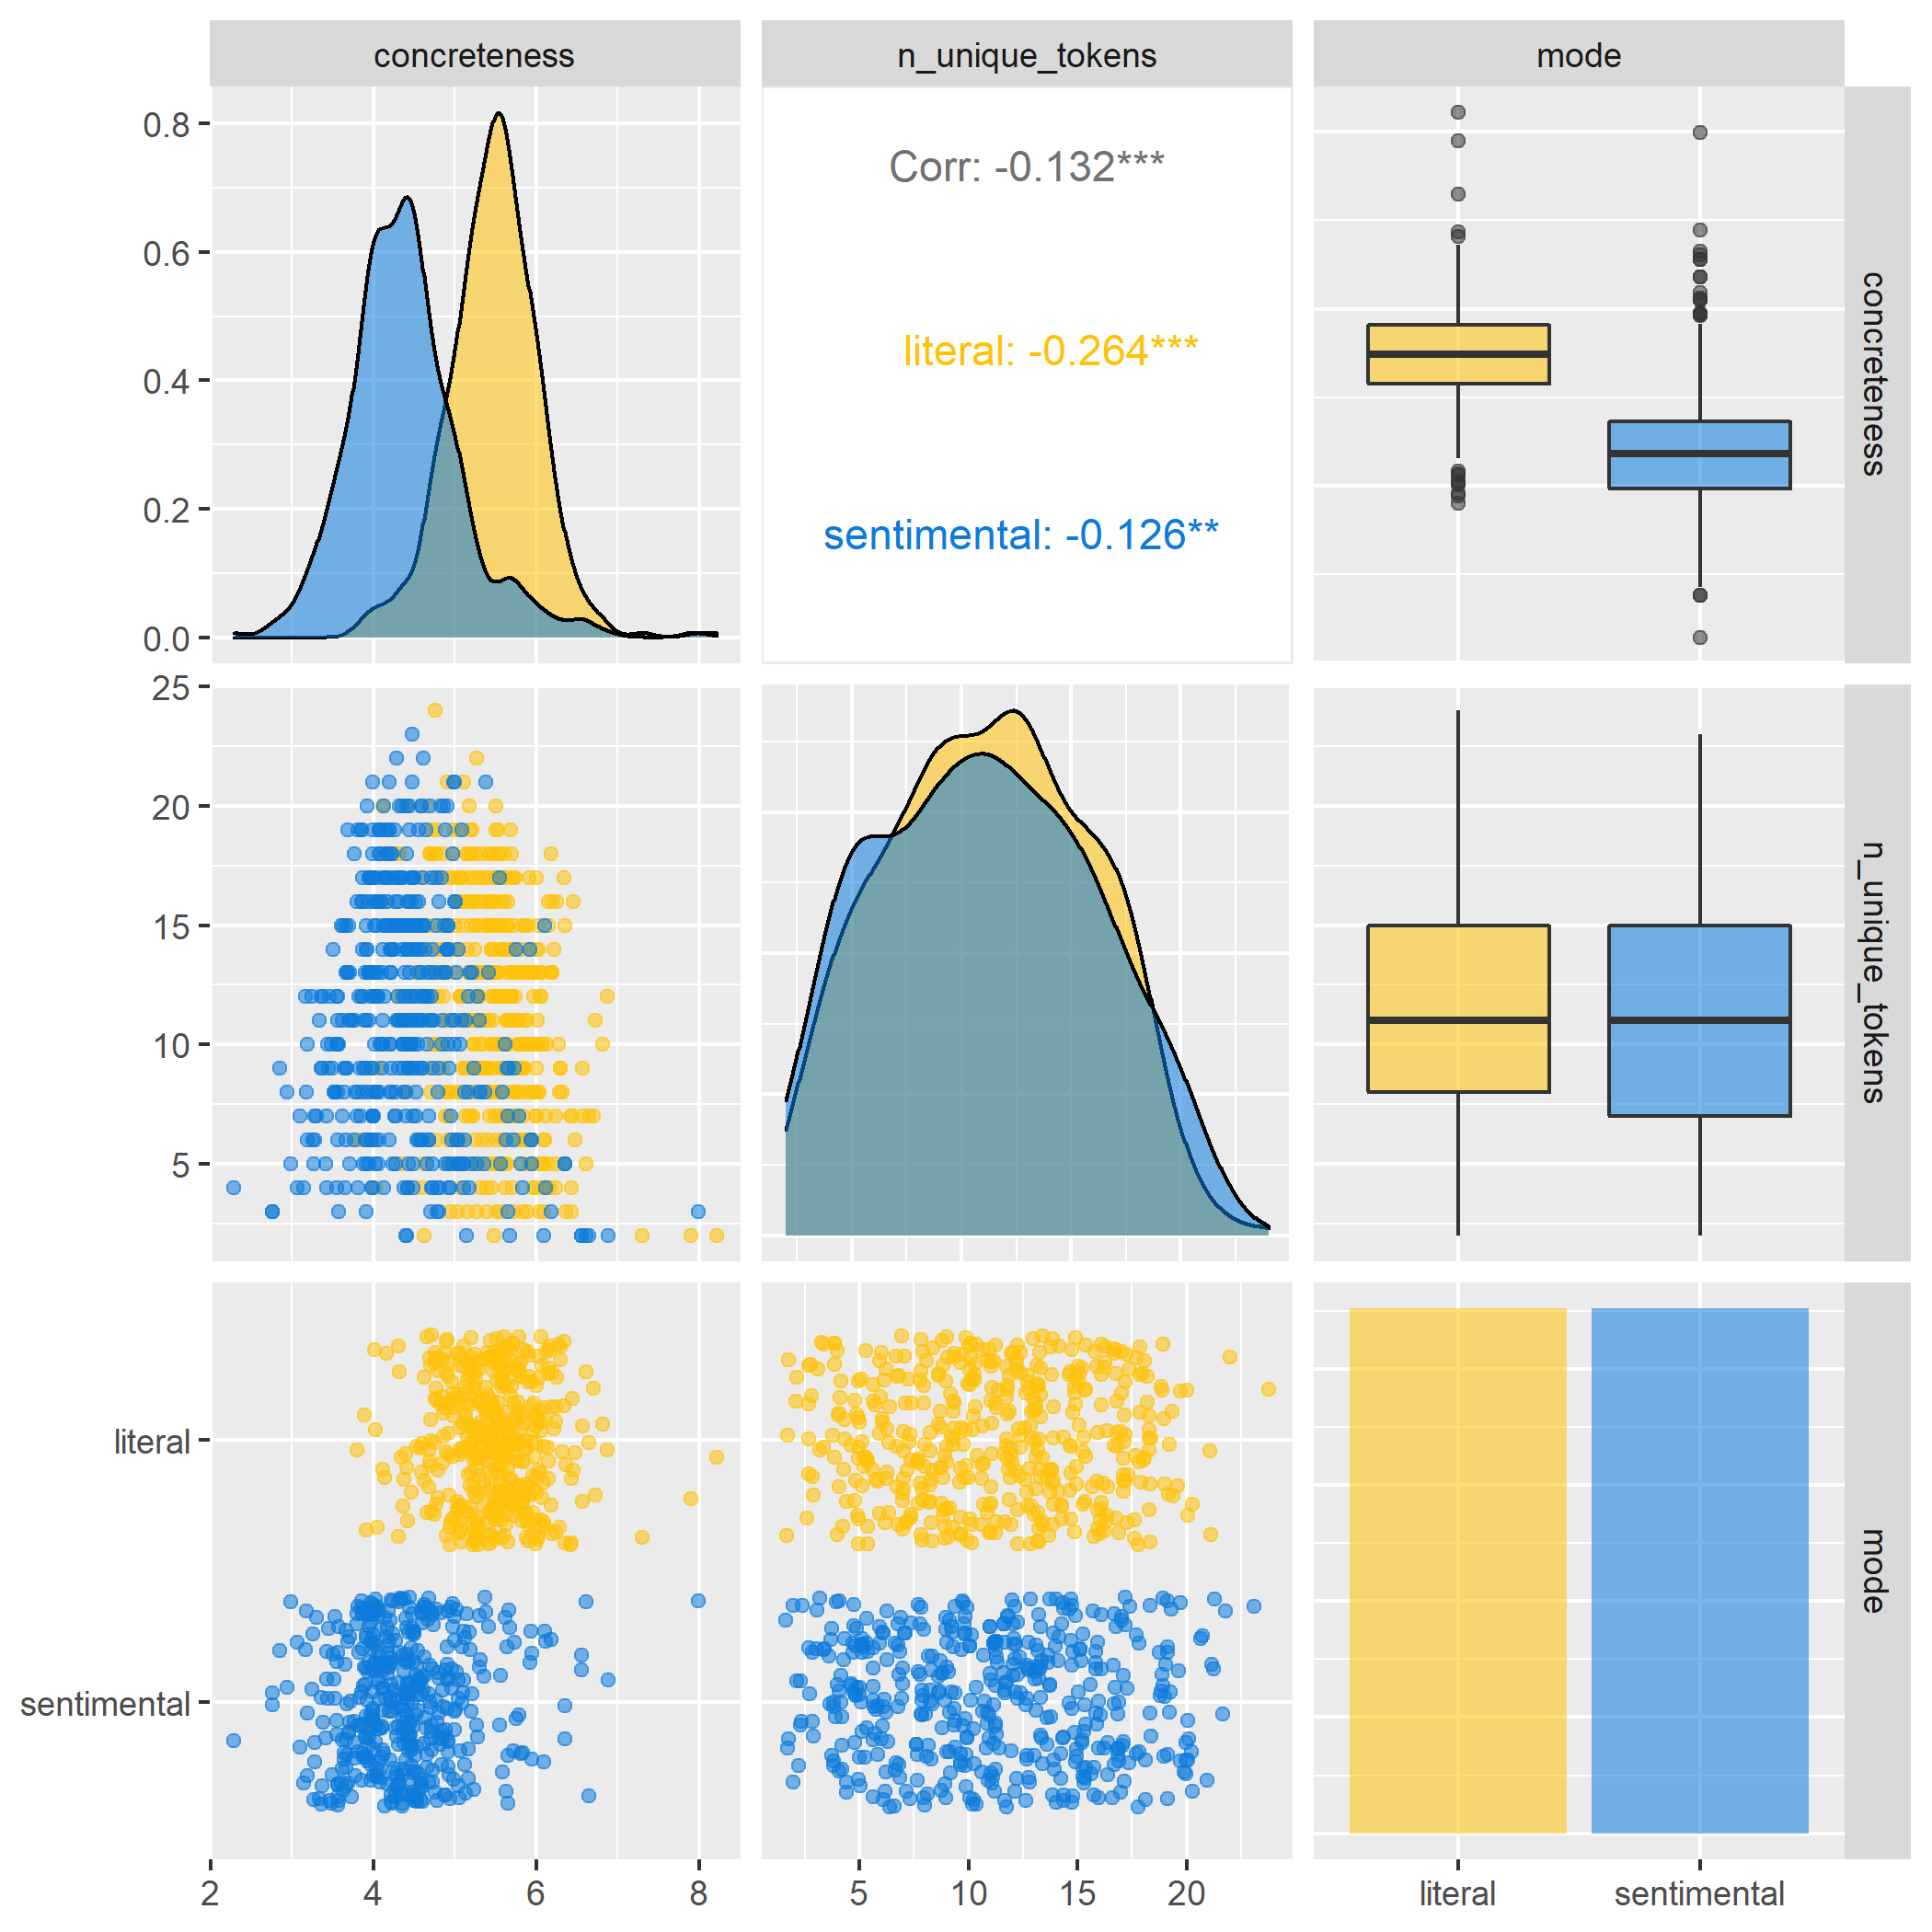 concreteness n_unique_tokens mode
0.8
0.6
0.4
0.2
0.0
Corr: -0.132***
literal: -0.264***
sentimental: -0.126**
concreteness
25
20
15
10
5
n_unique_tokens
literal
sentimental
mode
2 4 6 8
5 10 15 20
literal sentimental